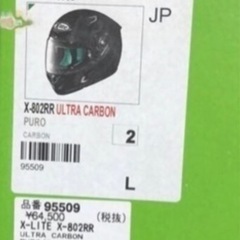 JP
X-802RR ULTRA CARBON
PURO
CARBON
2
95509
L
品番 95509
¥64,500 (税抜)
X-LITE X-802RR
ULTRA CARBON